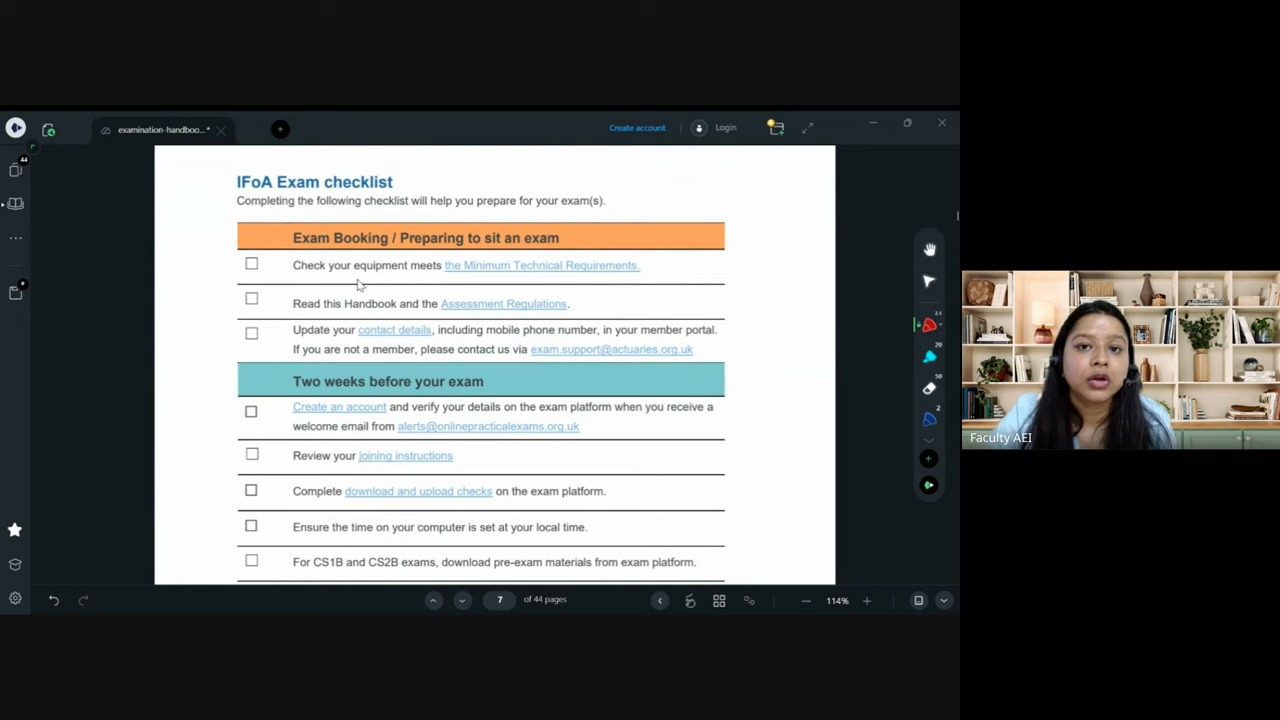 examination-handboo...*
Create account
Login
44
IFoA Exam checklist
Completing the following checklist will help you prepare for your exam(s).
Exam Booking / Preparing to sit an exam
Check your equipment meets the Minimum Technical Requirements.
Read this Handbook and the Assessment Regulations.
Update your contact details, including mobile phone number, in your member portal.
If you are not a member, please contact us via exam.support@actuaries.org.uk
Two weeks before your exam
Create an account and verify your details on the exam platform when you receive a
welcome email from alerts@onlinepracticalexams.org.uk
Review your joining instructions
Complete download and upload checks on the exam platform.
Ensure the time on your computer is set at your local time.
For CS1B and CS2B exams, download pre-exam materials from exam platform.
2.5
20
50
2
7 of 44 pages
114%
Faculty AEI